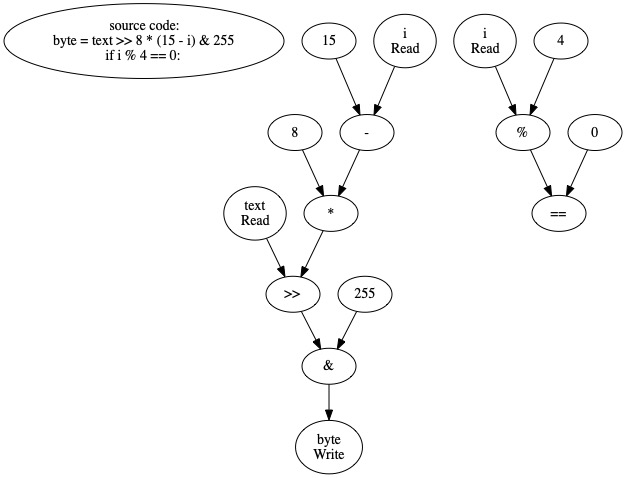 source code:
byte = text >> 8 * (15 - i) & 255
if i % 4 == 0:
15
i
Read
i
Read
4
8
-
%
0
text
Read
*
==
>>
255
&
byte
Write